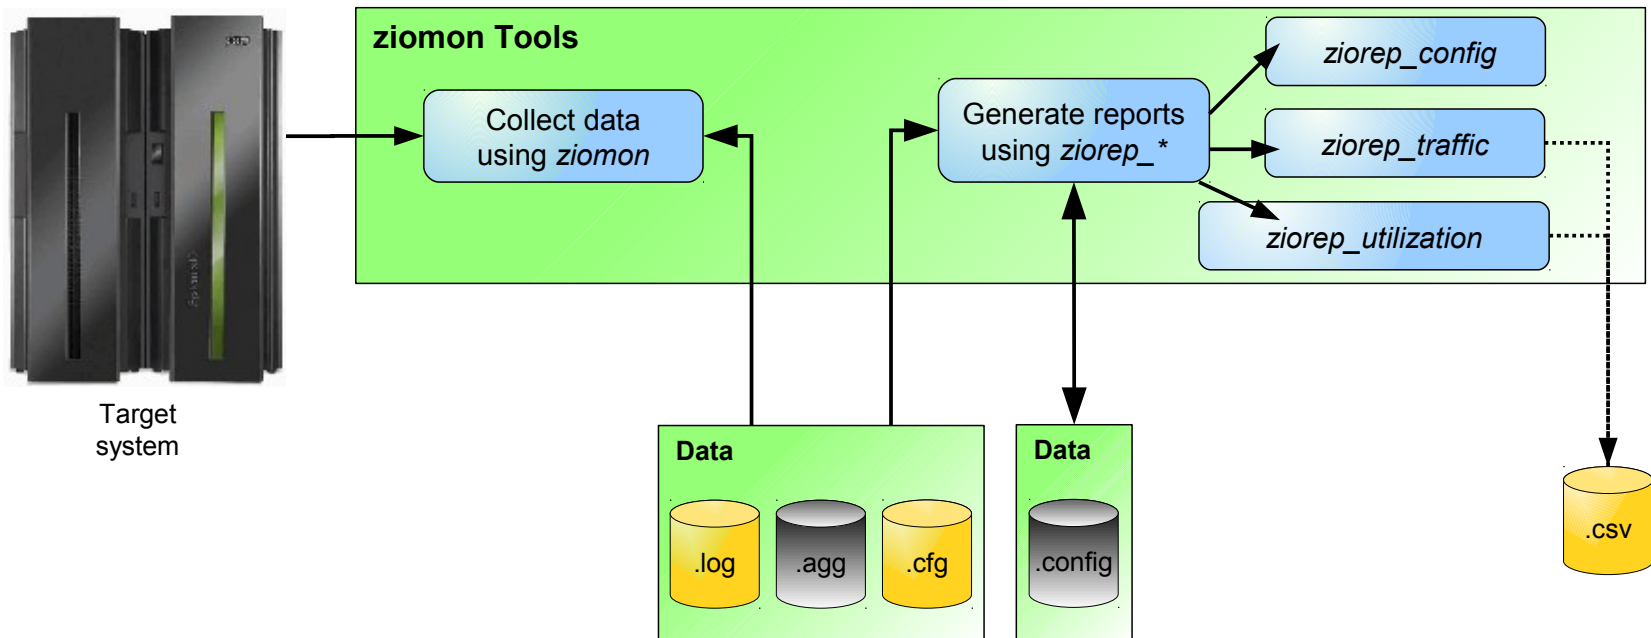 ziomon Tools
Collect data
using ziomon
Generate reports
using ziorep_*
ziorep_config
ziorep_traffic
ziorep_utilization
Target
system
Data
.log
.agg
.cfg
Data
.config
.csv